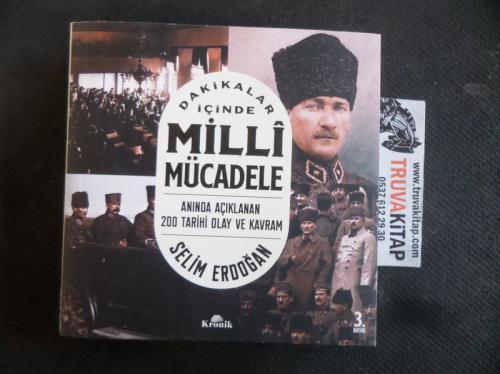 DAKİKALAR
İÇİNDE
MİLLÎ
MÜCADELE
ANINDA AÇIKLANAN
200 TARİHİ OLAY VE KAVRAM
SELİM ERDOĞAN
Kronik
3.
BASKI
www.truvakitap.com
TRUVAKiTAP
0537 612 29 30